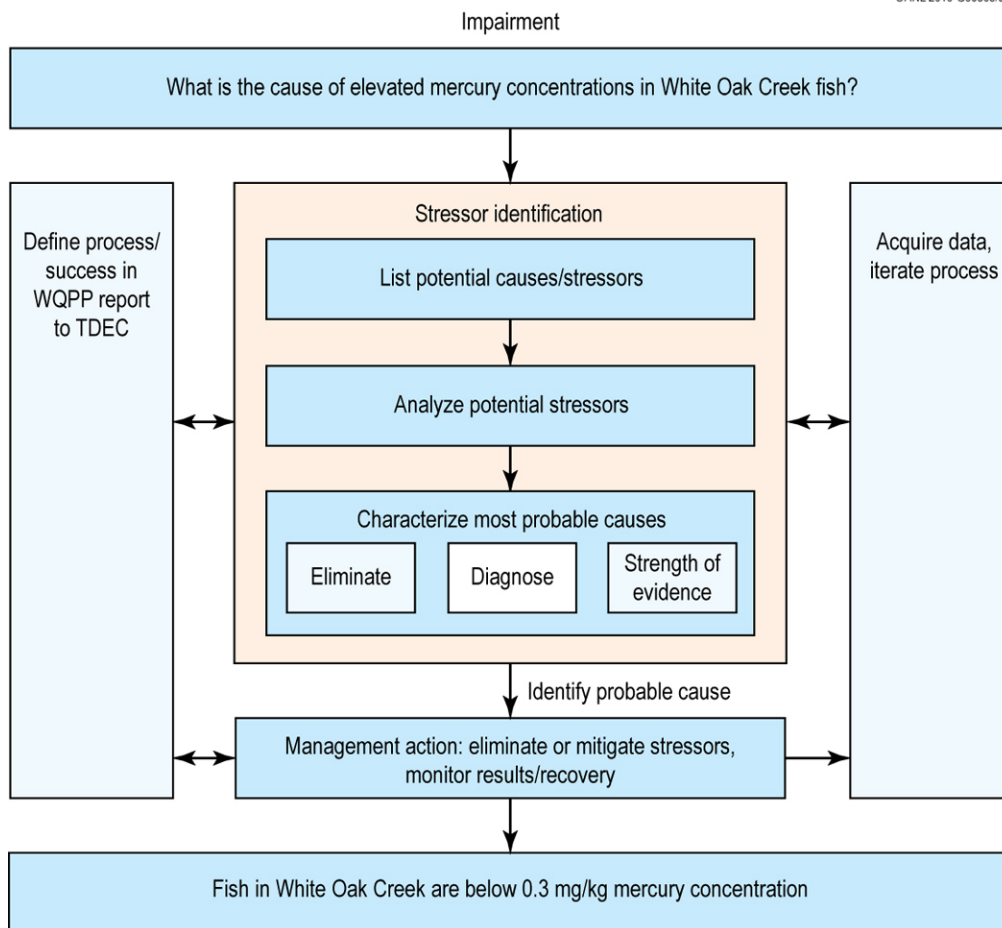 Impairment
What is the cause of elevated mercury concentrations in White Oak Creek fish?
Define process/
success in
WQPP report
to TDEC
Stressor identification
List potential causes/stressors
Analyze potential stressors
Characterize most probable causes
Eliminate
Diagnose
Strength of
evidence
Acquire data,
iterate process
Identify probable cause
Management action: eliminate or mitigate stressors,
monitor results/recovery
Fish in White Oak Creek are below 0.3 mg/kg mercury concentration